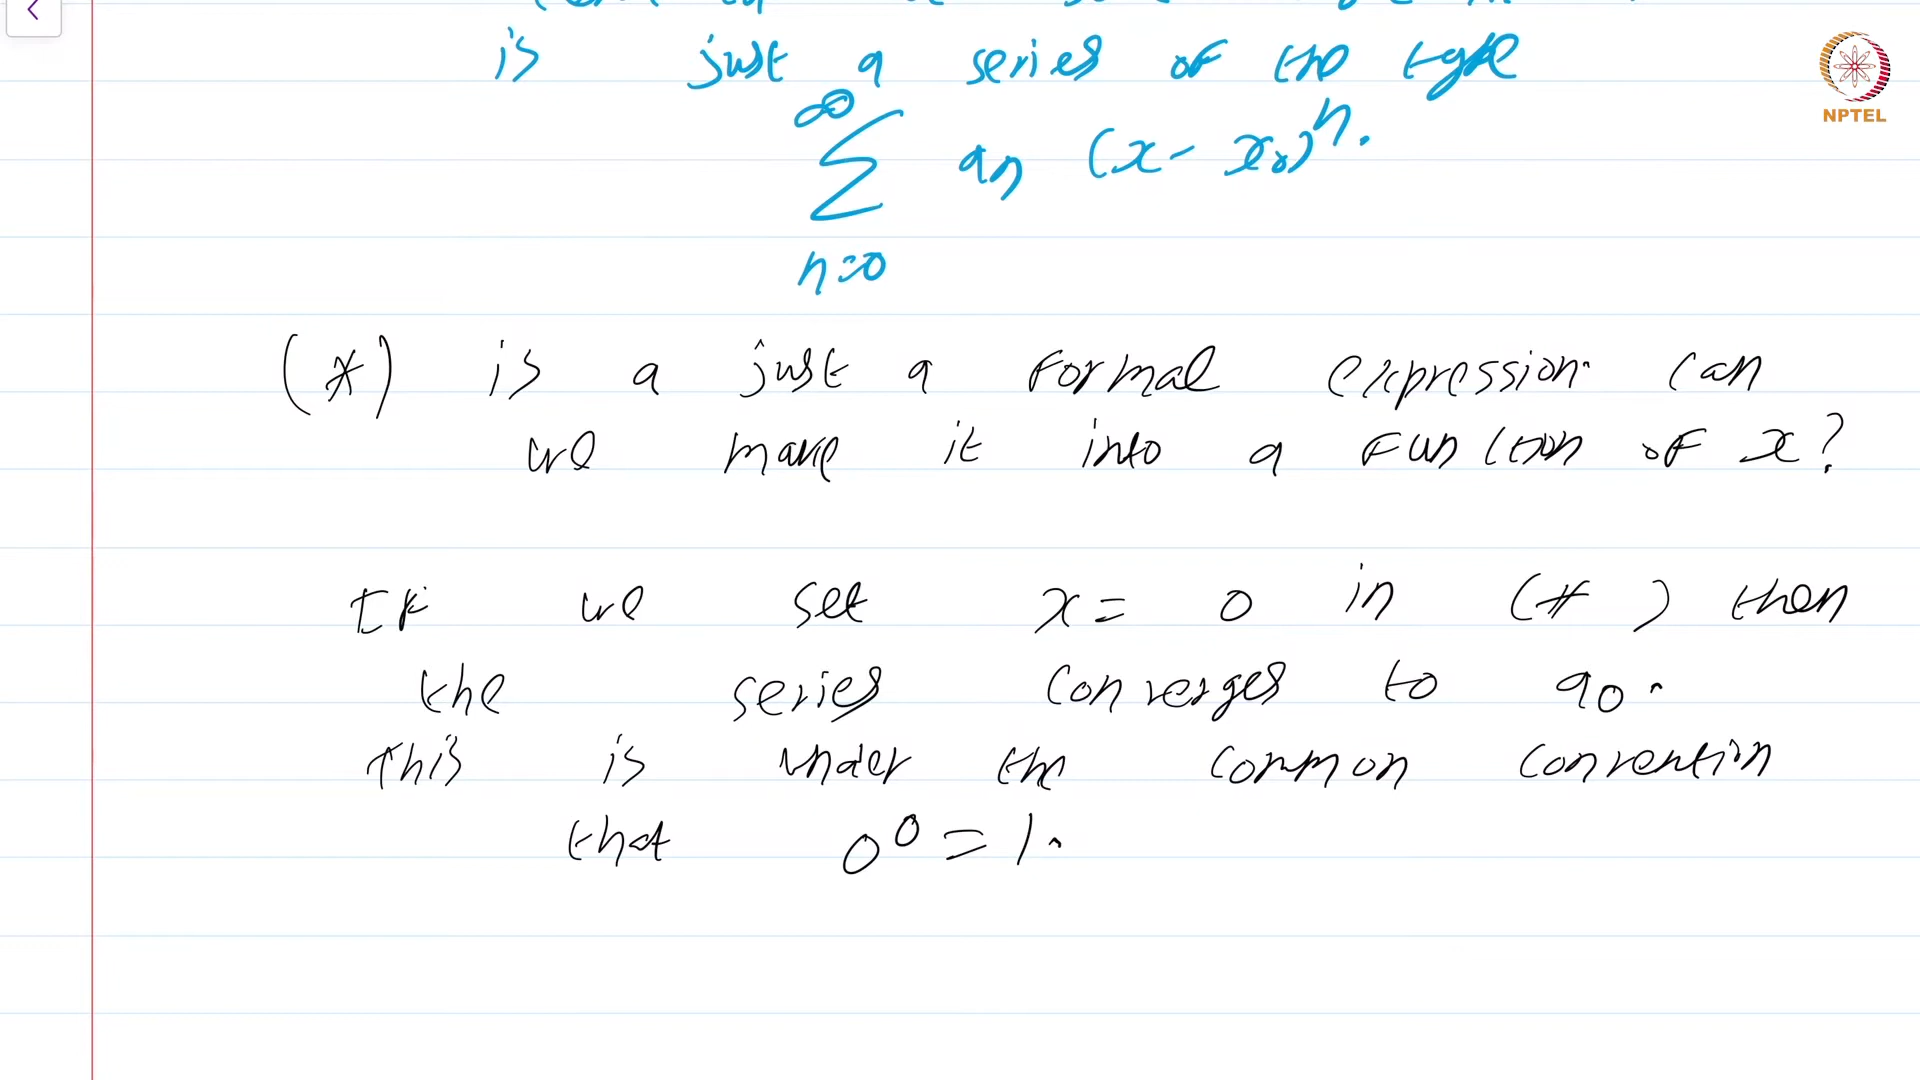 is just a series of the type
∞
∑ an (x - x0)^n.
n=0
(*) is a just a formal expression. can
we make it into a function of x?
If we set x = 0 in (*) then
the series converges to a0.
This is under the common convention
that 0^0 = 1.
NPTEL